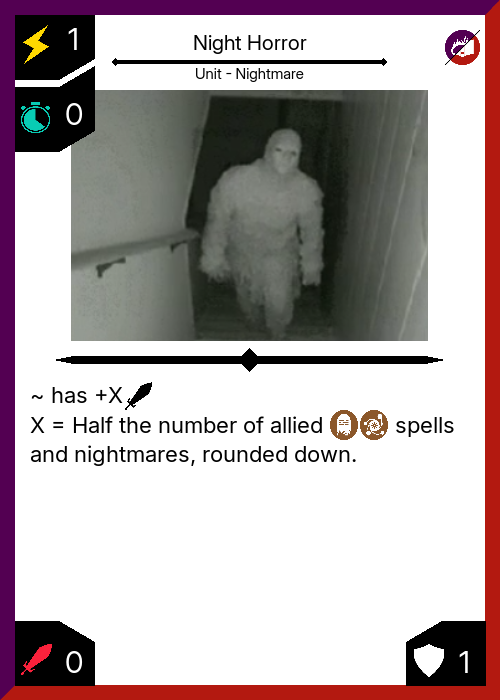 1
Night Horror
Unit - Nightmare
0
~ has +X
X = Half the number of allied spells
and nightmares, rounded down.
0
1